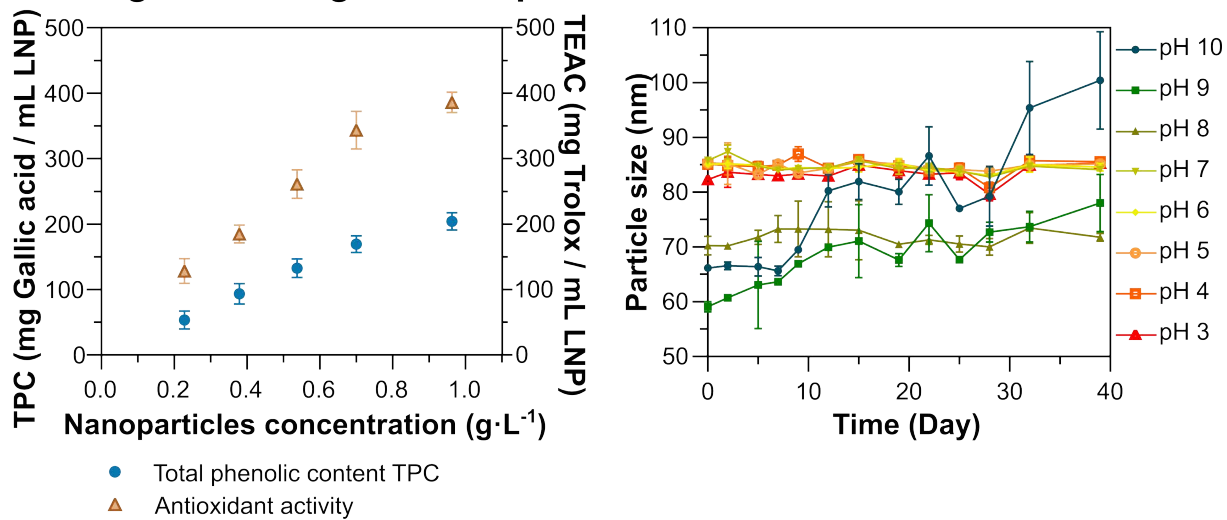 TPC (mg Gallic acid / mL LNP)
500
400
300
200
100
0
0.0
0.2
0.4
0.6
0.8
1.0
500
400
300
200
100
0
TEAC (mg Trolox / mL LNP)
Nanoparticles concentration (g·L⁻¹)
Total phenolic content TPC
Antioxidant activity
Particle size (nm)
110
100
90
80
70
60
50
0
10
20
30
40
Time (Day)
pH 10
pH 9
pH 8
pH 7
pH 6
pH 5
pH 4
pH 3